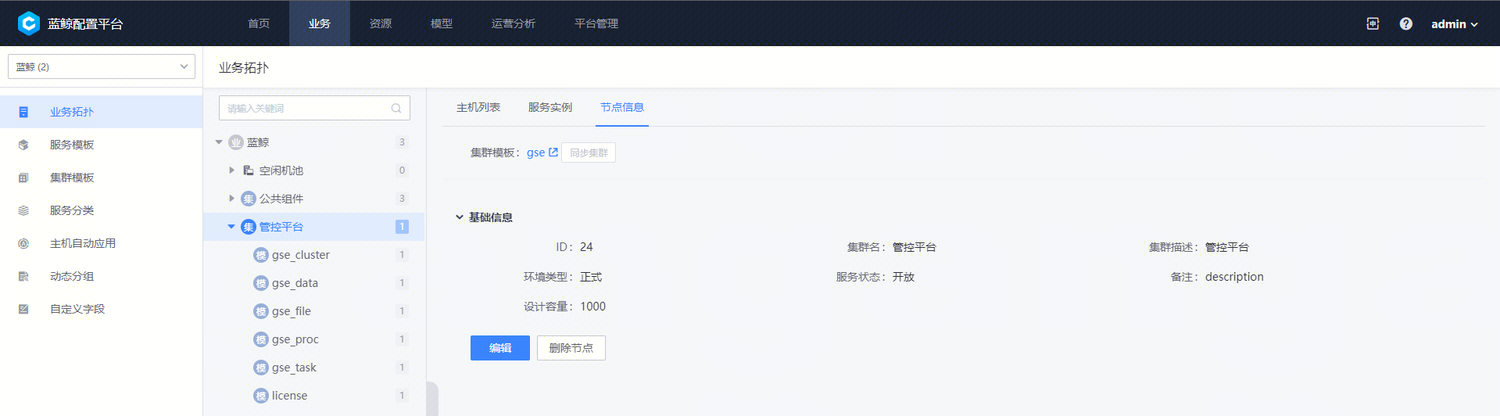 蓝鲸配置平台 首页 业务 资源 模型 运营分析 平台管理 admin
蓝鲸 (2)
业务拓扑
服务模板
集群模板
服务分类
主机自动应用
动态分组
自定义字段
业务拓扑
请输入关键词
业 蓝鲸 3
空闲机池 0
集 公共组件 3
集 管控平台 1
模 gse_cluster 1
模 gse_data 1
模 gse_file 1
模 gse_proc 1
模 gse_task 1
模 license 1
主机列表 服务实例 节点信息
集群模板: gse 同步集群
基础信息
ID: 24 集群名: 管控平台 集群描述: 管控平台
环境类型: 正式 服务状态: 开放 备注: description
设计容量: 1000
编辑 删除节点